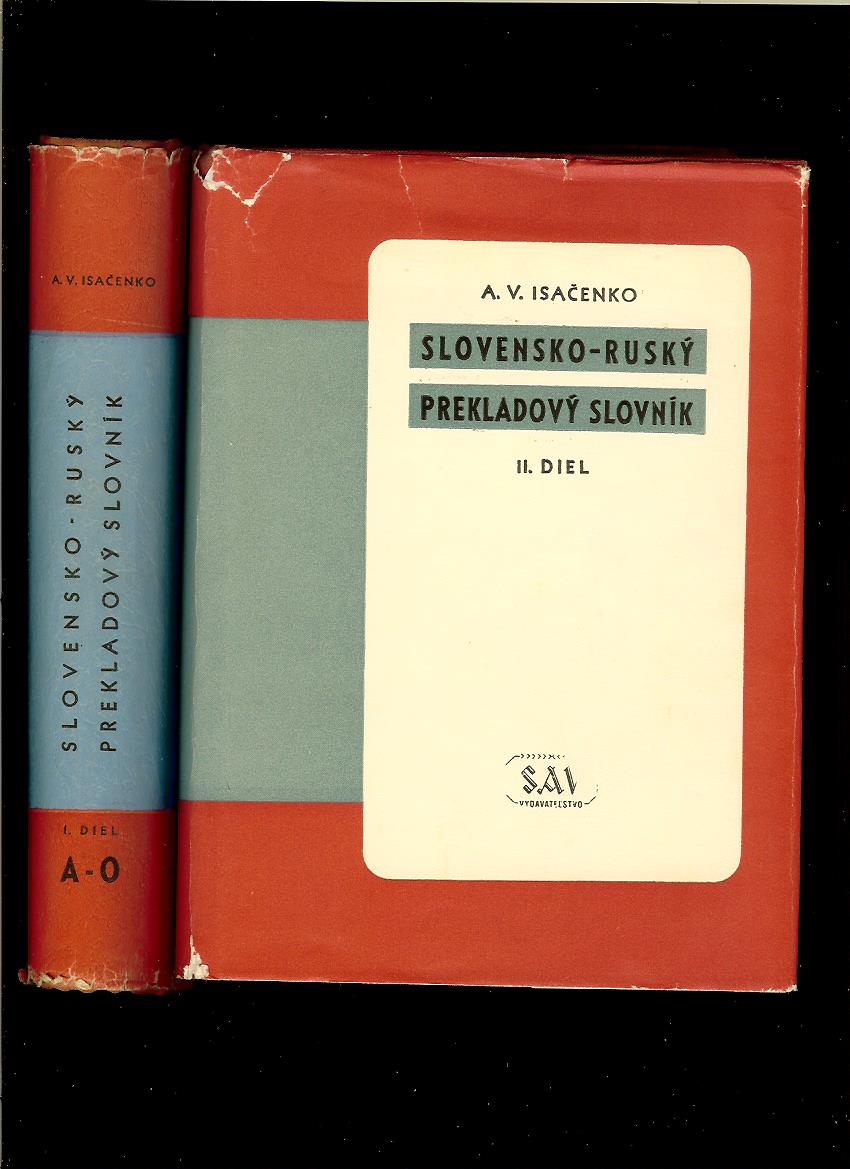 A. V. ISAČENKO
SLOVENSKO - RUSKÝ
PREKLADOVÝ SLOVNÍK
I. DIEL
A - O
A. V. ISAČENKO
SLOVENSKO-RUSKÝ
PREKLADOVÝ SLOVNÍK
II. DIEL
SAV
VYDAVATEĽSTVO